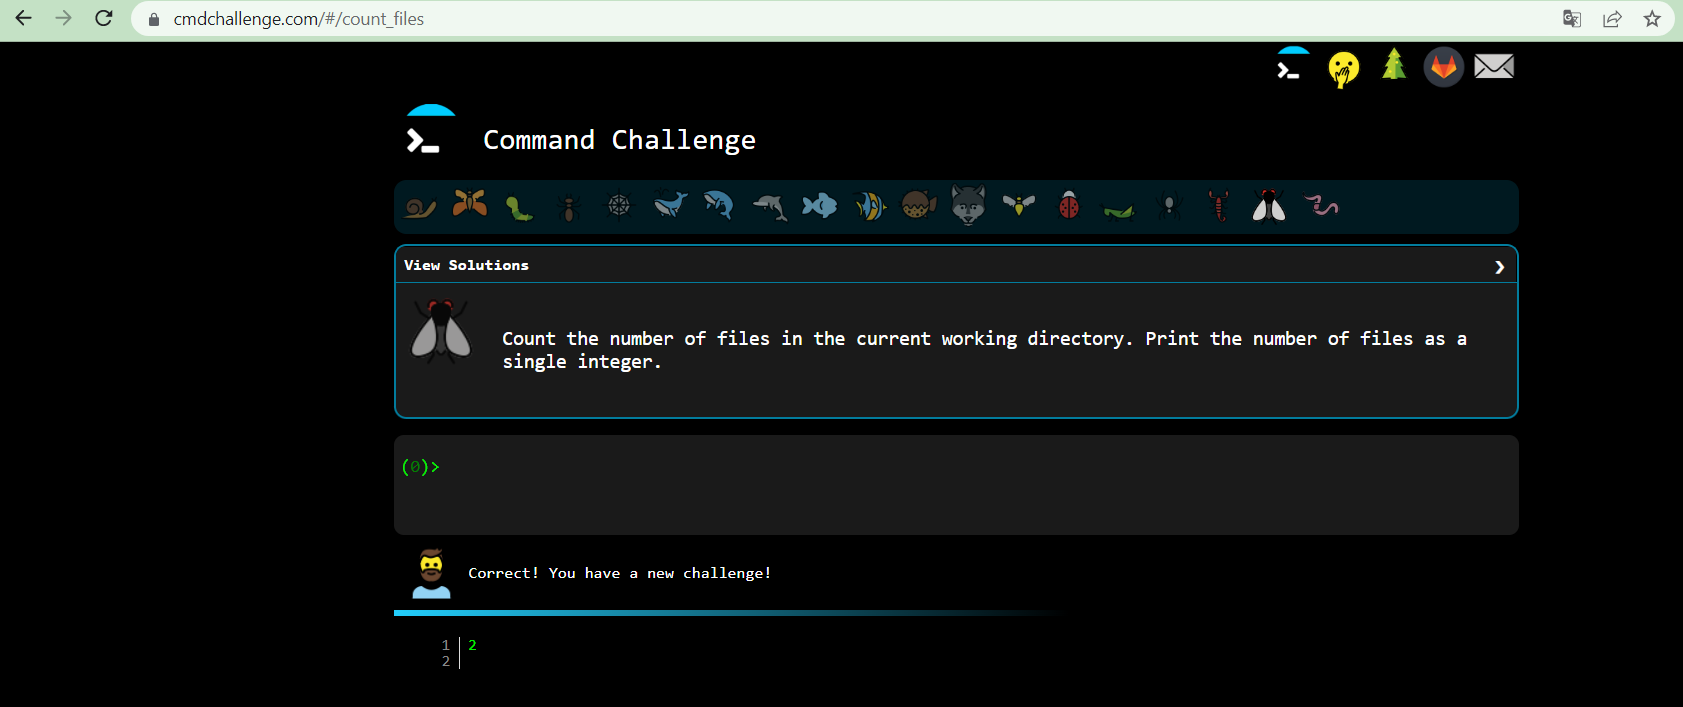 cmdchallenge.com/#/count_files
Command Challenge
View Solutions
Count the number of files in the current working directory. Print the number of files as a
single integer.
(0)>
Correct! You have a new challenge!
1 2
2